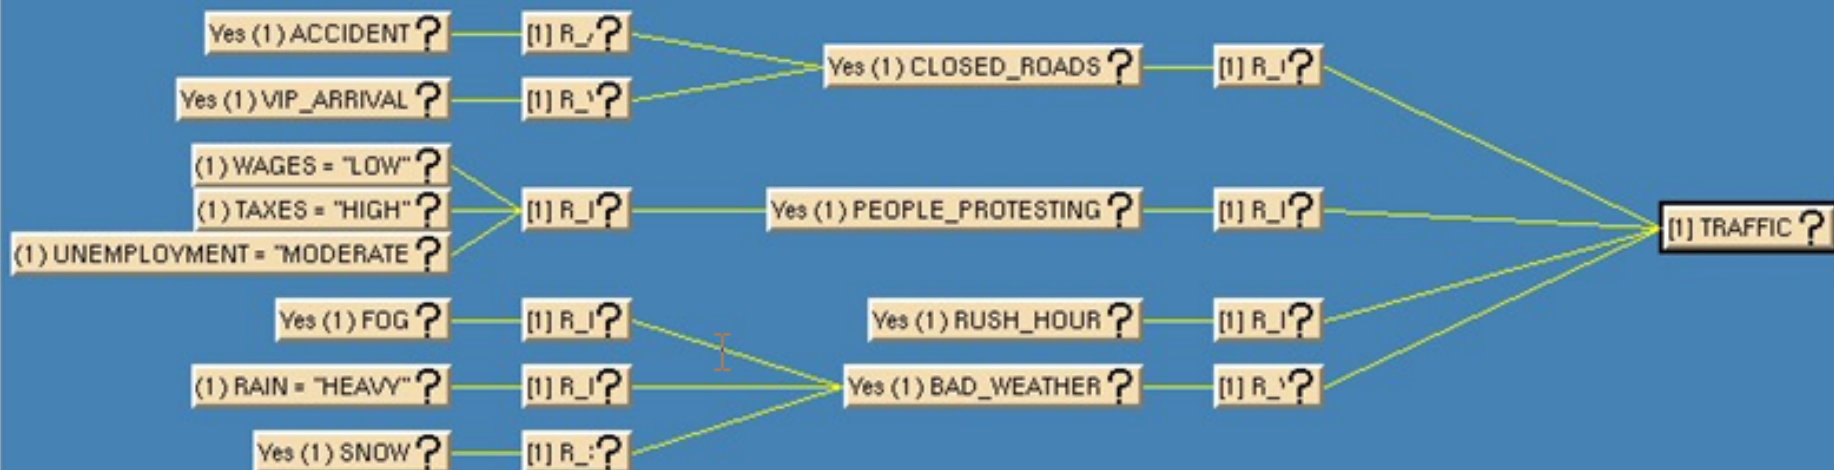 Yes (1) ACCIDENT ?
[1] R_ ?
Yes (1) VIP_ARRIVAL ?
[1] R_ ?
Yes (1) CLOSED_ROADS ?
[1] R_ ?
(1) WAGES = "LOW" ?
(1) TAXES = "HIGH" ?
(1) UNEMPLOYMENT = "MODERATE ?
[1] R_ ?
Yes (1) PEOPLE_PROTESTING ?
[1] R_ ?
Yes (1) FOG ?
[1] R_ ?
(1) RAIN = "HEAVY" ?
[1] R_ ?
Yes (1) SNOW ?
[1] R_ ?
Yes (1) RUSH_HOUR ?
[1] R_ ?
Yes (1) BAD_WEATHER ?
[1] R_ ?
[1] TRAFFIC ?